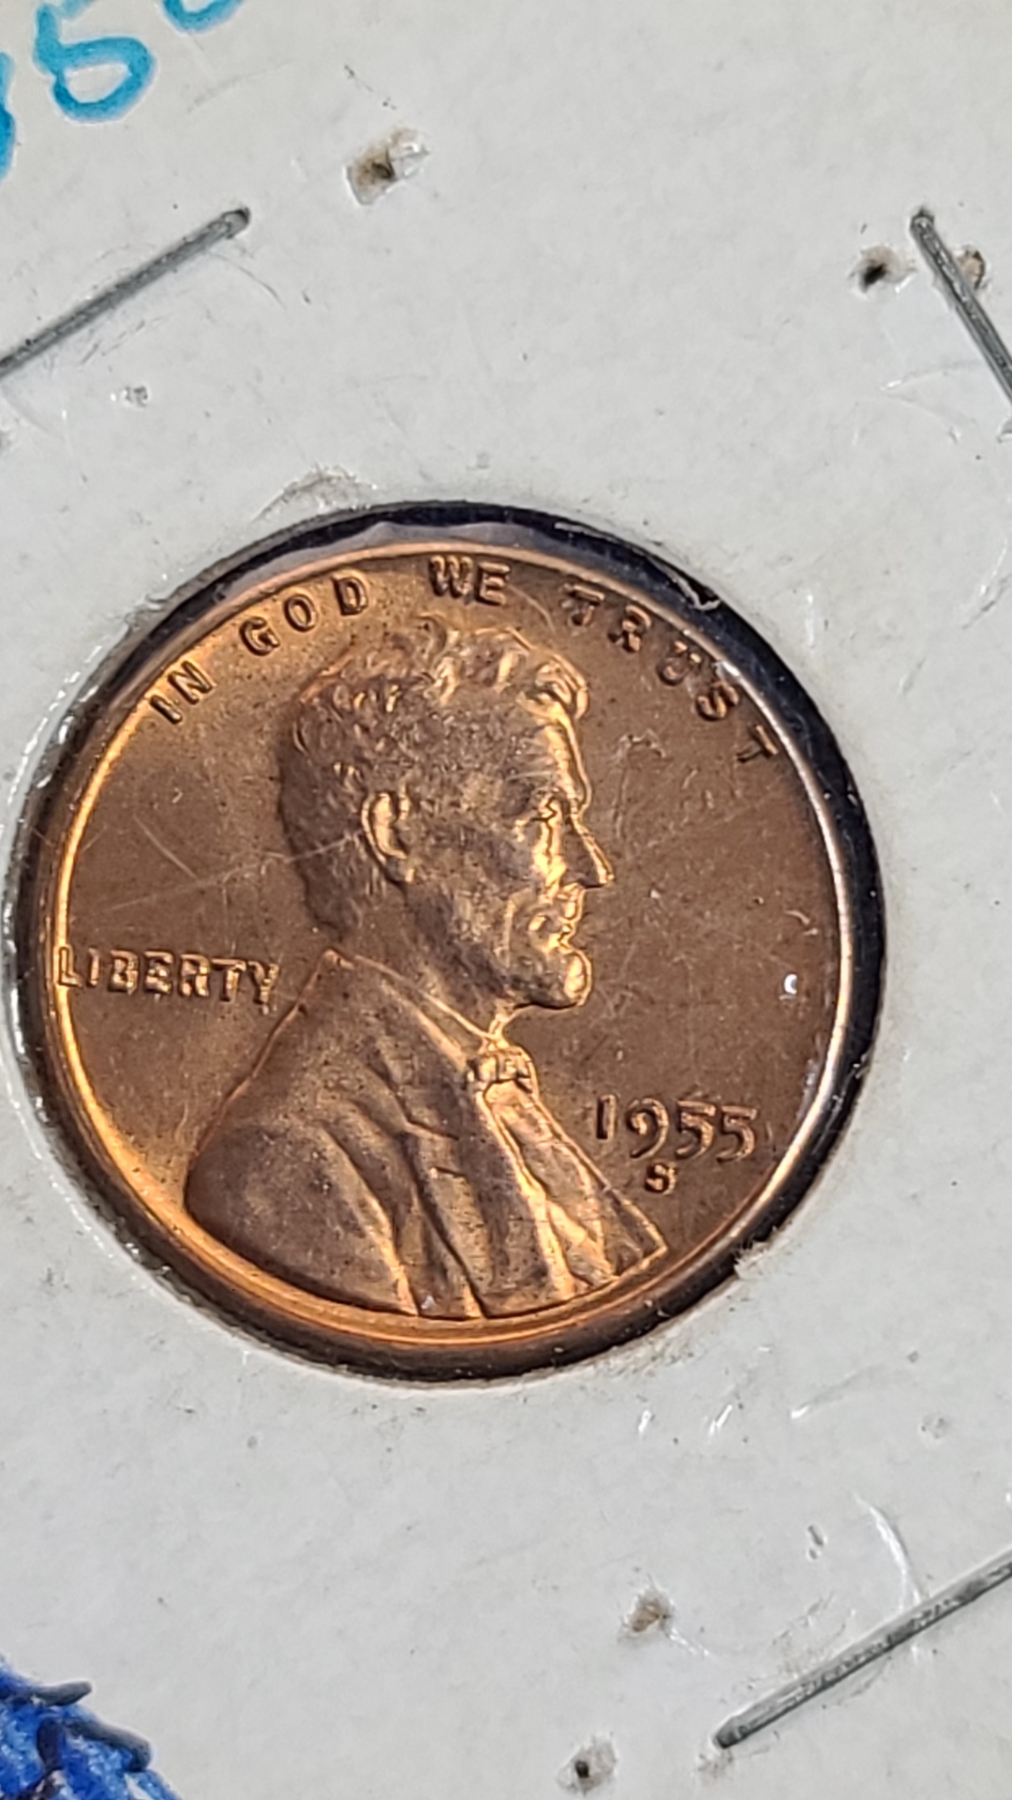 IN GOD WE TRUST
LIBERTY
1955
S